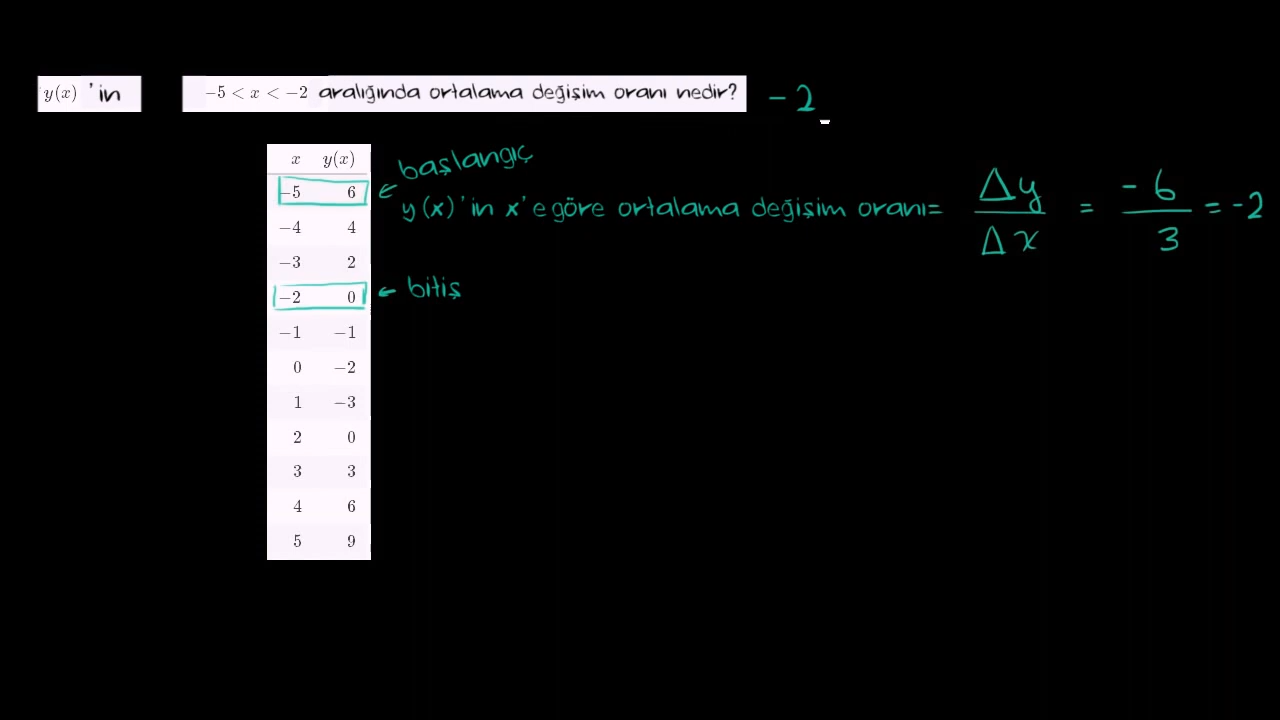 y(x) 'in −5 < x < −2 aralığında ortalama değişim oranı nedir? -2
x y(x)
−5 6 ← başlangıç
y(x)'in x'e göre ortalama değişim oranı= Δy/Δx = -6/3 = -2
−4 4
−3 2
−2 0 ← bitiş
−1 −1
0 −2
1 −3
2 0
3 3
4 6
5 9